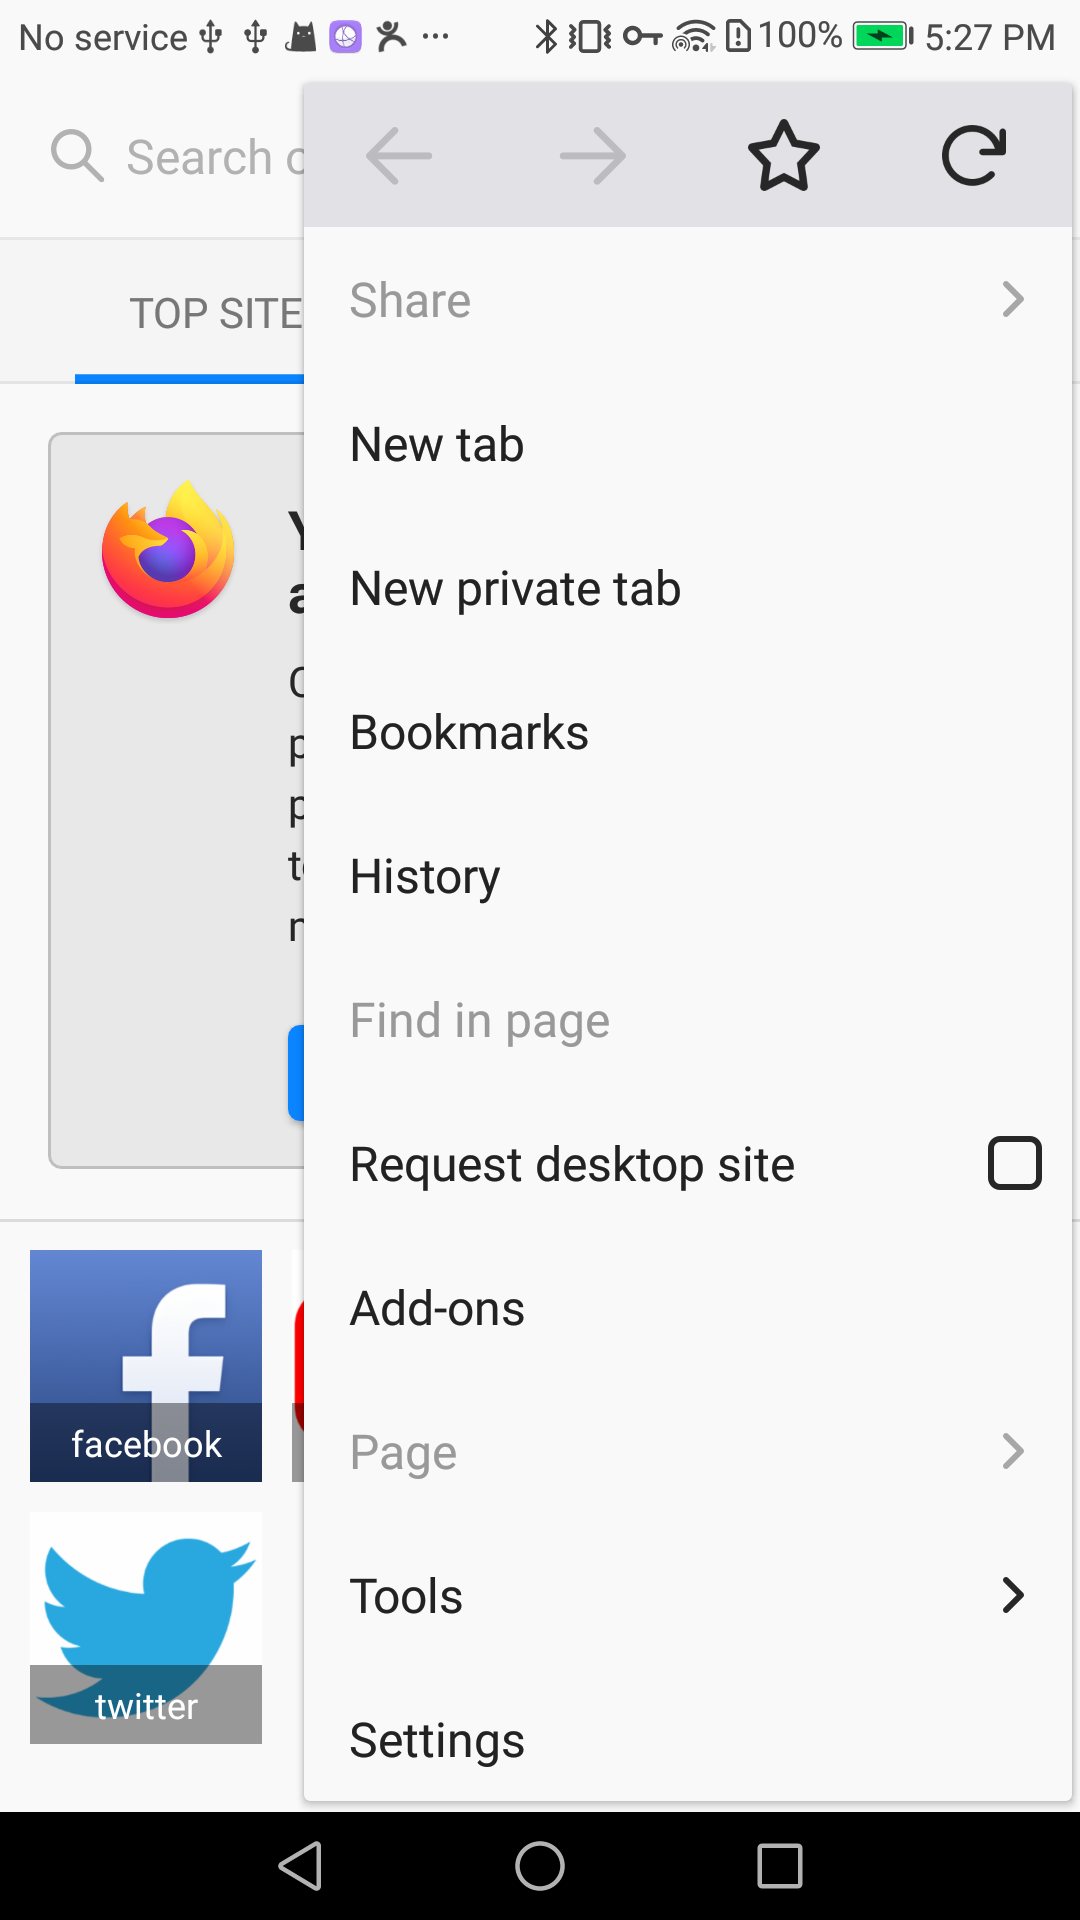 No service 100% 5:27 PM
Search
TOP SITE
Share
New tab
New private tab
Bookmarks
History
Find in page
Request desktop site
Add-ons
facebook
Page
Tools
twitter
Settings